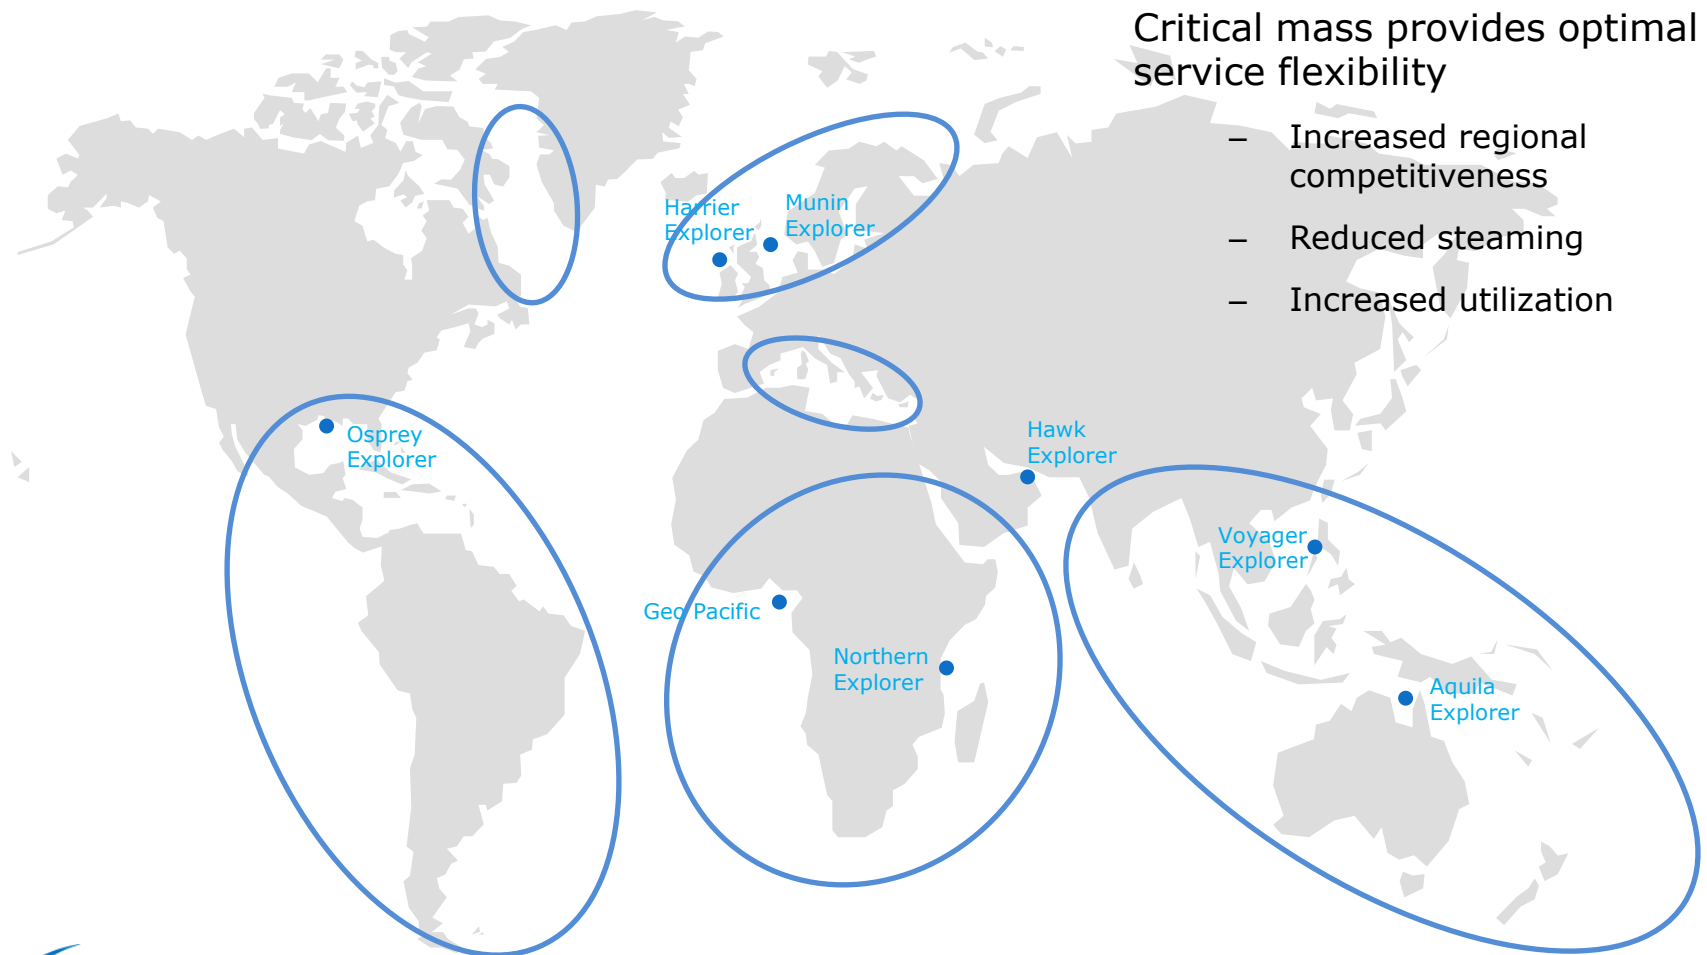 Critical mass provides optimal
service flexibility
– Increased regional
competitiveness
– Reduced steaming
– Increased utilization
Harrier
Explorer
Munin
Explorer
Osprey
Explorer
Hawk
Explorer
Voyager
Explorer
Geo Pacific
Northern
Explorer
Aquila
Explorer